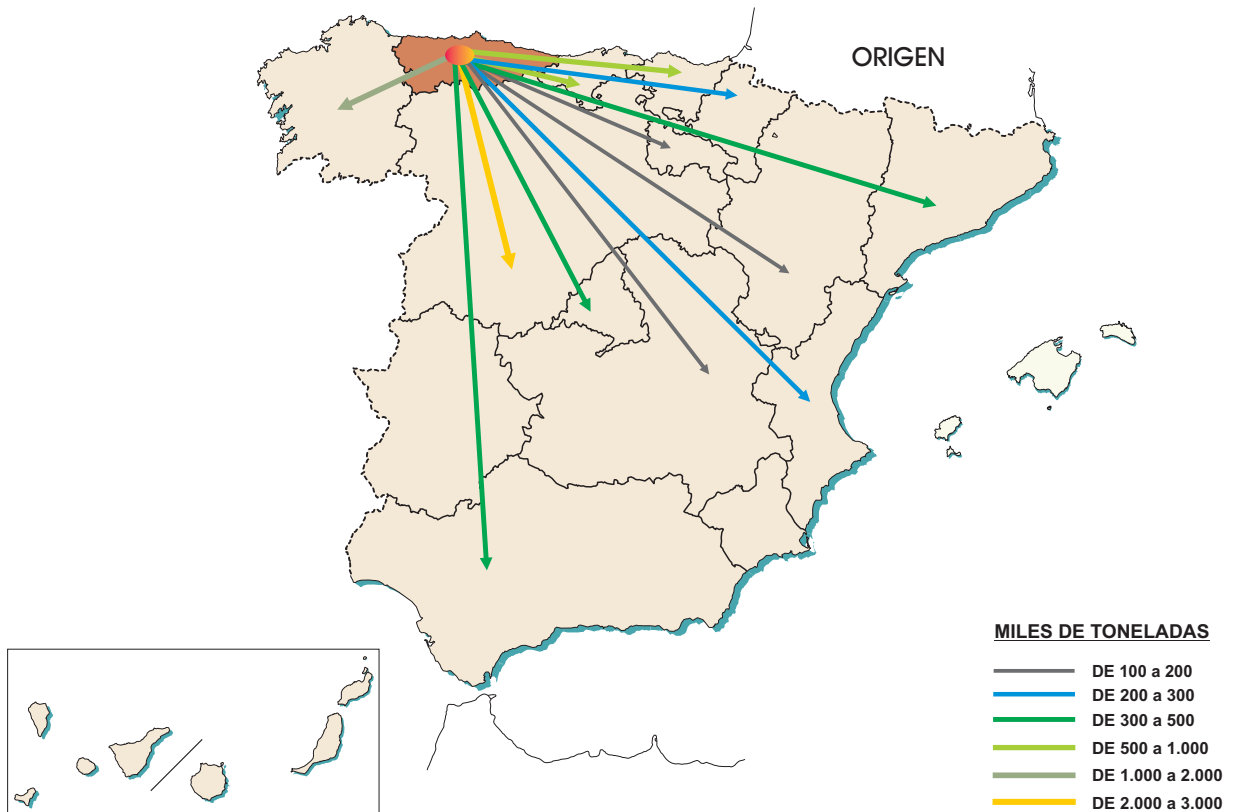 ORIGEN
MILES DE TONELADAS
DE 100 a 200
DE 200 a 300
DE 300 a 500
DE 500 a 1.000
DE 1.000 a 2.000
DE 2.000 a 3.000